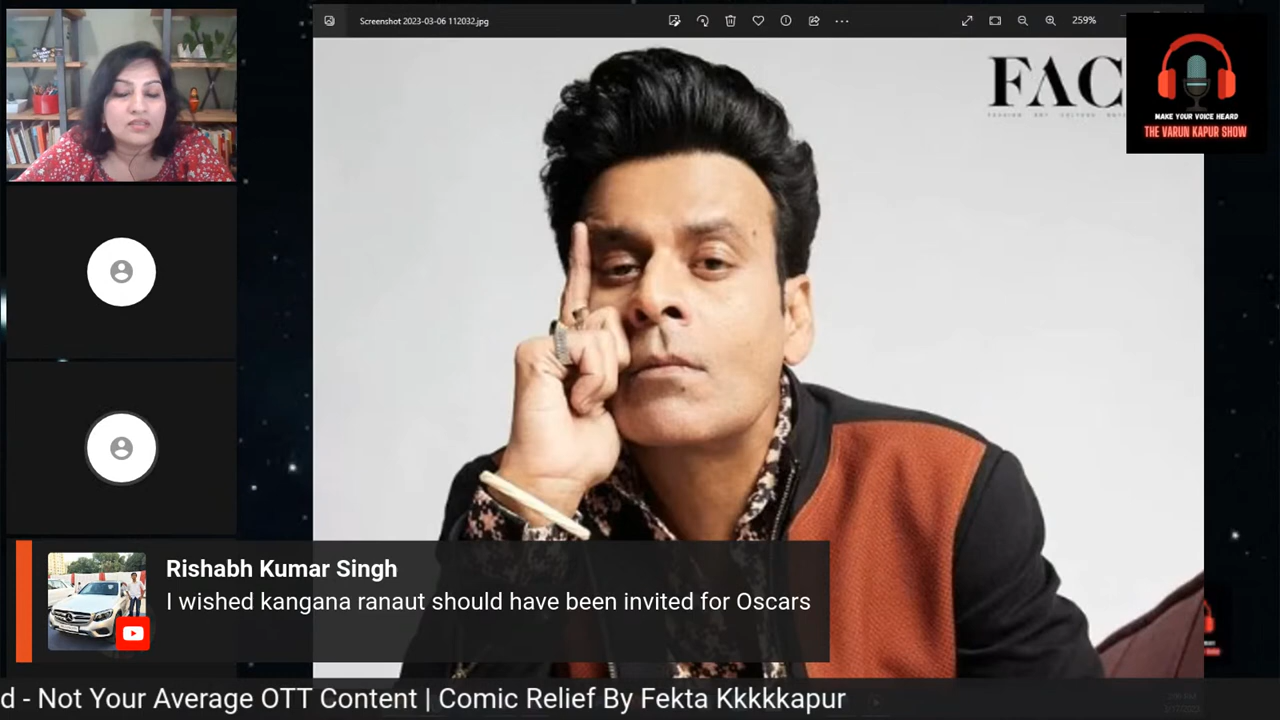 Screenshot 2023-03-06 112032.jpg
259%
FAC
MAKE YOUR VOICE HEARD
THE VARUN KAPUR SHOW
Rishabh Kumar Singh
I wished kangana ranaut should have been invited for Oscars
d - Not Your Average OTT Content | Comic Relief By Fekta Kkkkkapur